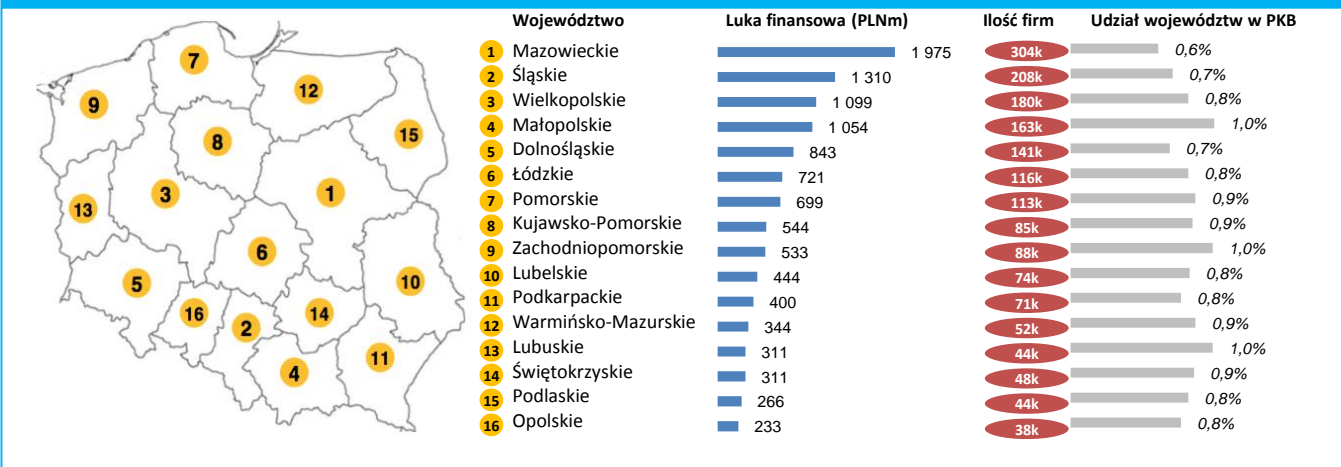 Województwo Luka finansowa (PLNm) Ilość firm Udział województw w PKB
1 Mazowieckie 1 975 304k 0,6%
2 Śląskie 1 310 208k 0,7%
3 Wielkopolskie 1 099 180k 0,8%
4 Małopolskie 1 054 163k 1,0%
5 Dolnośląskie 843 141k 0,7%
6 Łódzkie 721 116k 0,8%
7 Pomorskie 699 113k 0,9%
8 Kujawsko-Pomorskie 544 85k 0,9%
9 Zachodniopomorskie 533 88k 1,0%
10 Lubelskie 444 74k 0,8%
11 Podkarpackie 400 71k 0,8%
12 Warmińsko-Mazurskie 344 52k 0,9%
13 Lubuskie 311 44k 1,0%
14 Świętokrzyskie 311 48k 0,9%
15 Podlaskie 266 44k 0,8%
16 Opolskie 233 38k 0,8%
7
12
9
15
8
3
1
13
6
10
5
16
14
2
11
4